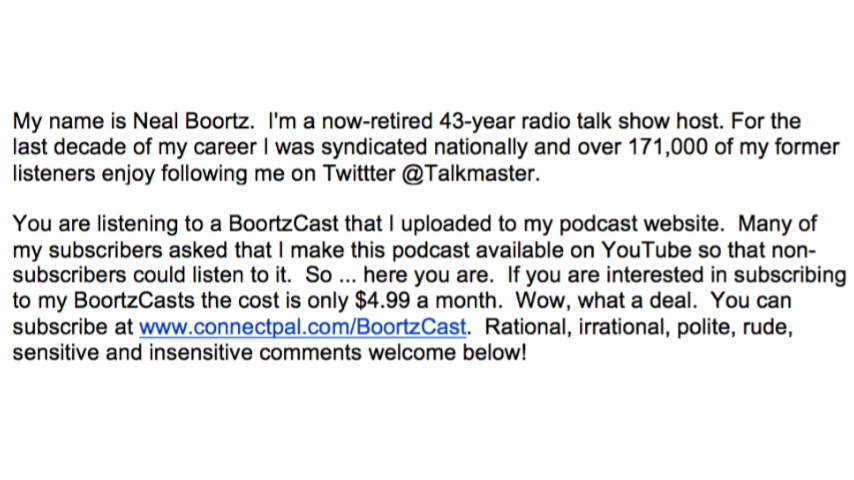 My name is Neal Boortz.  I'm a now-retired 43-year radio talk show host. For the
last decade of my career I was syndicated nationally and over 171,000 of my former
listeners enjoy following me on Twittter @Talkmaster.
You are listening to a BoortzCast that I uploaded to my podcast website.  Many of
my subscribers asked that I make this podcast available on YouTube so that non-
subscribers could listen to it.  So ... here you are.  If you are interested in subscribing
to my BoortzCasts the cost is only $4.99 a month.  Wow, what a deal.  You can
subscribe at www.connectpal.com/BoortzCast.  Rational, irrational, polite, rude,
sensitive and insensitive comments welcome below!